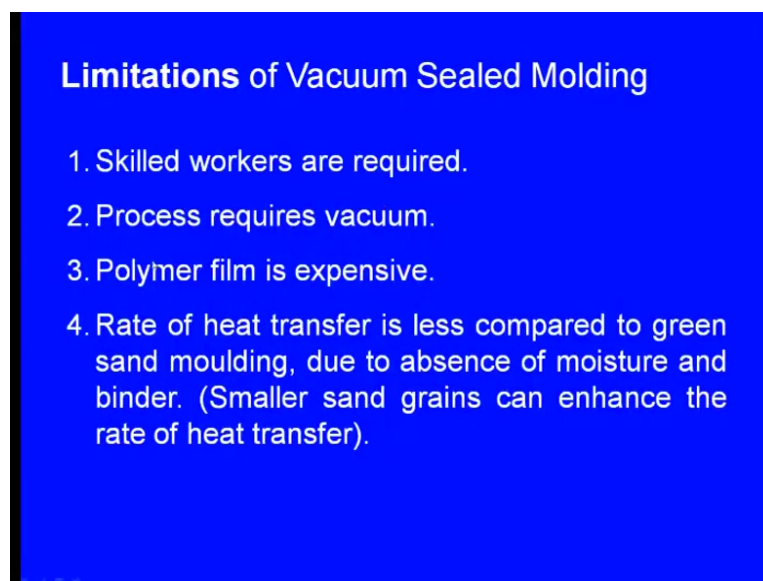 Limitations of Vacuum Sealed Molding
1. Skilled workers are required.
2. Process requires vacuum.
3. Polymer film is expensive.
4. Rate of heat transfer is less compared to green
sand moulding, due to absence of moisture and
binder. (Smaller sand grains can enhance the
rate of heat transfer).